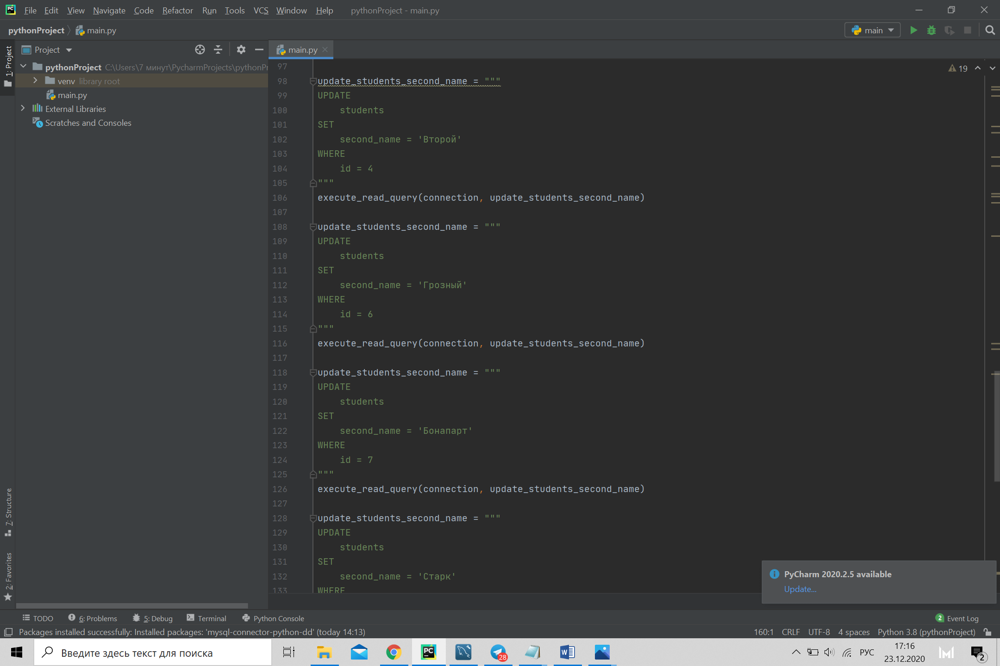 File Edit View Navigate Code Refactor Run Tools VCS Window Help pythonProject - main.py
pythonProject main.py main
1: Project
Project
main.py
pythonProject C:\Users\7 минут\PycharmProjects\pythonPr
venv library root
main.py
External Libraries
Scratches and Consoles
7: Structure
2: Favorites
19
97
98 update_students_second_name = """
99 UPDATE
100 students
101 SET
102 second_name = 'Второй'
103 WHERE
104 id = 4
105 """
106 execute_read_query(connection, update_students_second_name)
107
108 update_students_second_name = """
109 UPDATE
110 students
111 SET
112 second_name = 'Грозный'
113 WHERE
114 id = 6
115 """
116 execute_read_query(connection, update_students_second_name)
117
118 update_students_second_name = """
119 UPDATE
120 students
121 SET
122 second_name = 'Бонапарт'
123 WHERE
124 id = 7
125 """
126 execute_read_query(connection, update_students_second_name)
127
128 update_students_second_name = """
129 UPDATE
130 students
131 SET
132 second_name = 'Старк'
133 WHERE
PyCharm 2020.2.5 available
Update...
TODO 6: Problems 5: Debug Terminal Python Console 2 Event Log
Packages installed successfully: Installed packages: 'mysql-connector-python-dd' (today 14:13) 160:1 CRLF UTF-8 4 spaces Python 3.8 (pythonProject)
Введите здесь текст для поиска
PC
28
W
РУС
17:16
23.12.2020
2